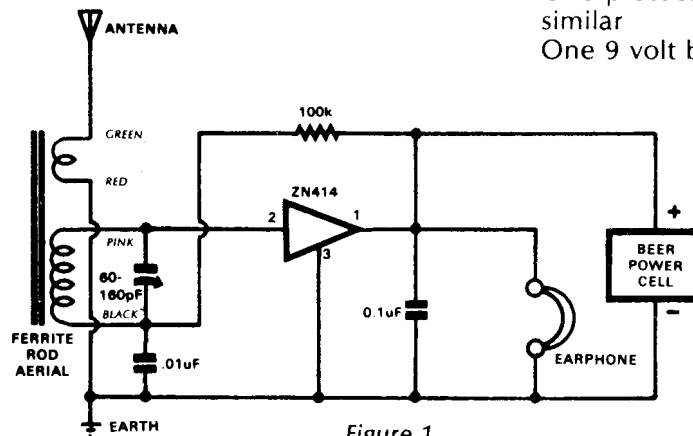 similar
One 9 volt b
ANTENNA
100k
GREEN
RED
ZN414
2
1
3
PINK
60-
160pF
BLACK
.01uF
0.1uF
FERRITE
ROD
AERIAL
EARPHONE
+
BEER
POWER
CELL
−
EARTH
Figure 1